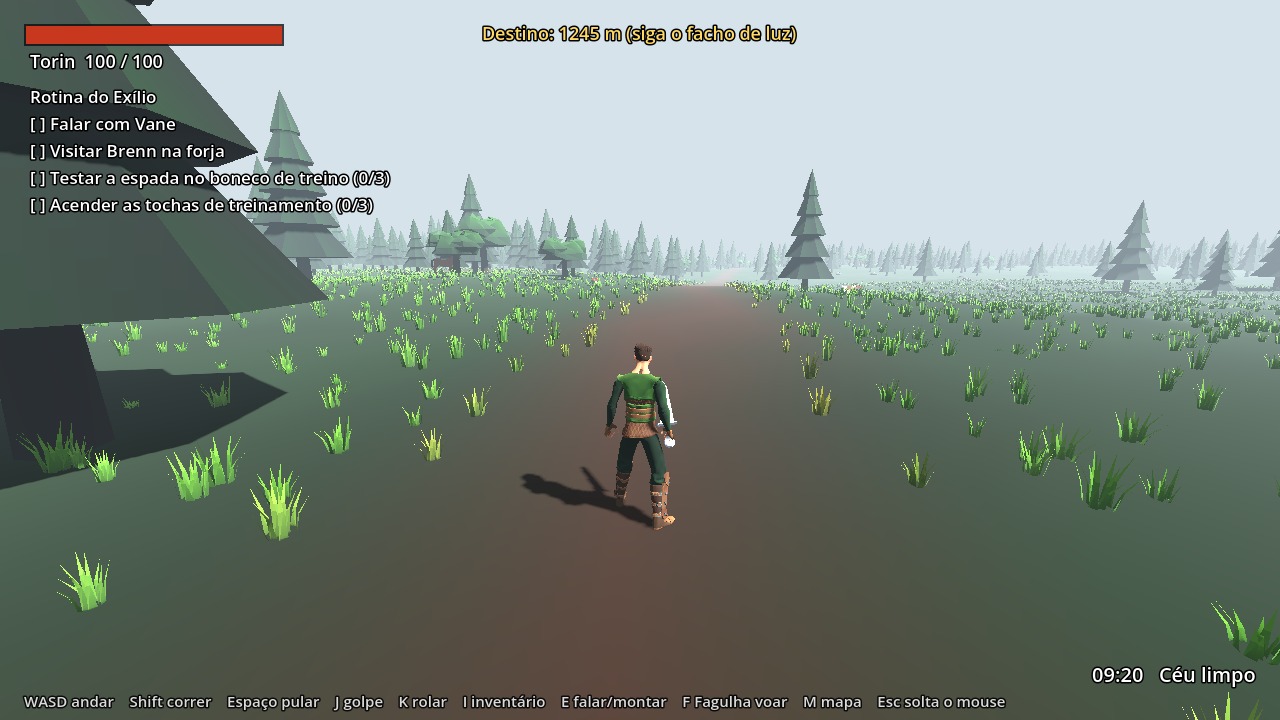 Destino: 1245 m (siga o facho de luz)
Torin 100 / 100
Rotina do Exílio
[ ] Falar com Vane
[ ] Visitar Brenn na forja
[ ] Testar a espada no boneco de treino (0/3)
[ ] Acender as tochas de treinamento (0/3)
09:20 Céu limpo
WASD andar Shift correr Espaço pular J golpe K rolar I inventário E falar/montar F Fagulha voar M mapa Esc solta o mouse